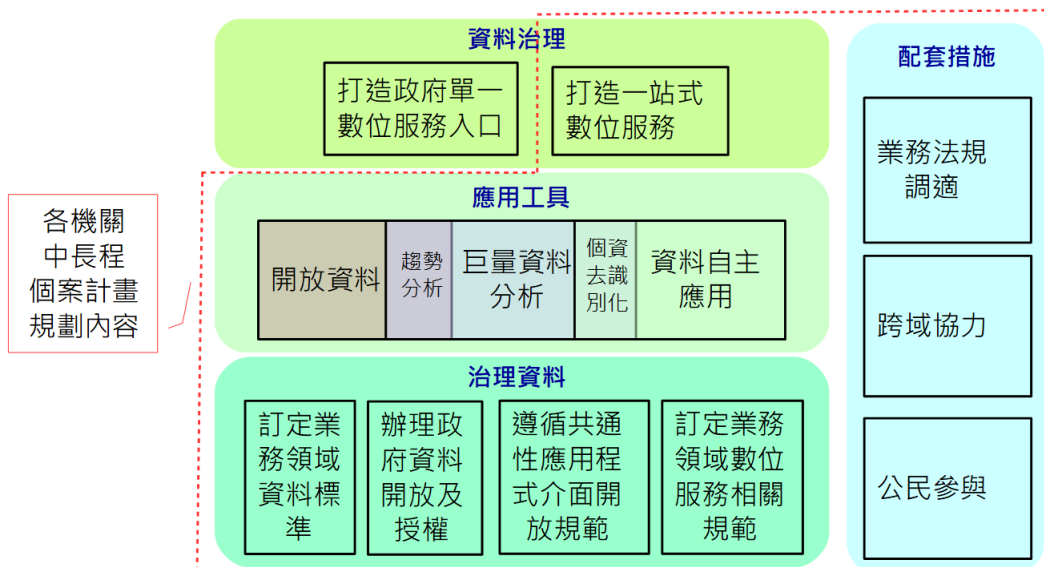 資料治理
打造政府單一
數位服務入口
打造一站式
數位服務
應用工具
開放資料
趨勢
分析
巨量資料
分析
個資
去識
別化
資料自主
應用
治理資料
訂定業
務領域
資料標
準
辦理政
府資料
開放及
授權
遵循共通
性應用程
式介面開
放規範
訂定業務
領域數位
服務相關
規範
配套措施
業務法規
調適
跨域協力
公民參與
各機關
中長程
個案計畫
規劃內容